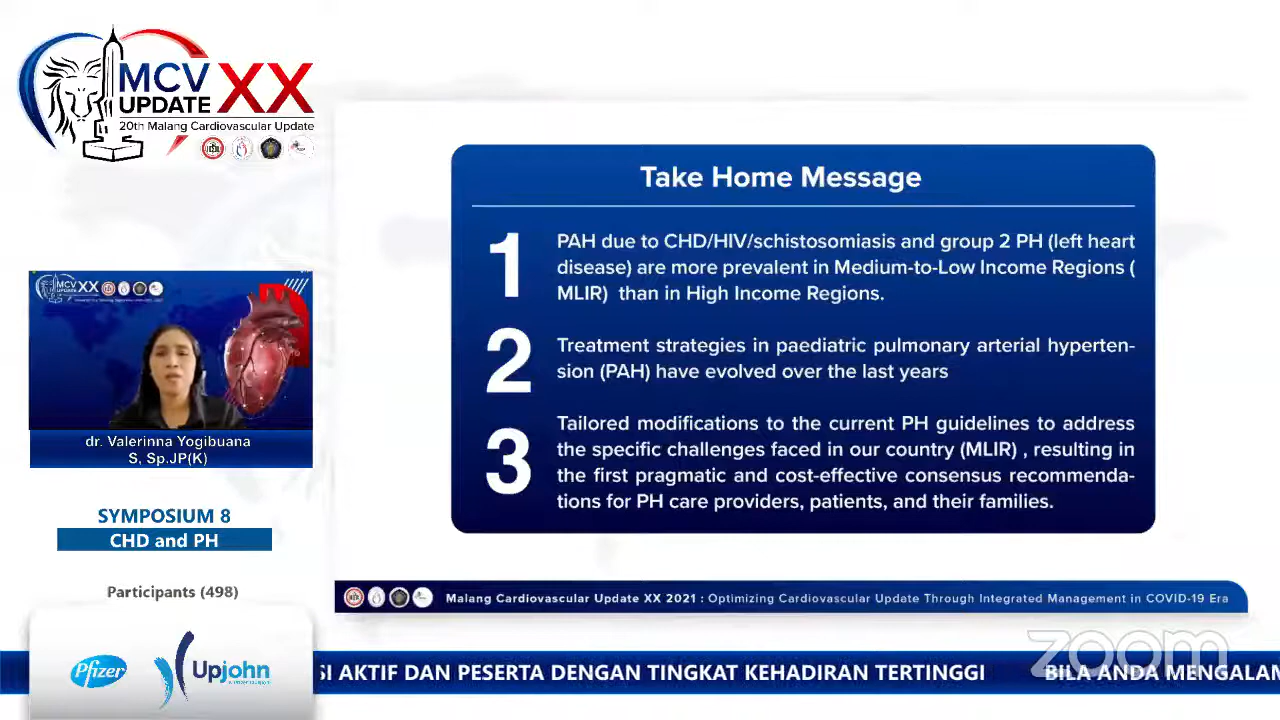 MCV
UPDATE
XX
20th Malang Cardiovascular Update
Take Home Message
1
PAH due to CHD/HIV/schistosomiasis and group 2 PH (left heart
disease) are more prevalent in Medium-to-Low Income Regions (
MLIR) than in High Income Regions.
2
Treatment strategies in paediatric pulmonary arterial hyperten-
sion (PAH) have evolved over the last years
3
Tailored modifications to the current PH guidelines to address
the specific challenges faced in our country (MLIR) , resulting in
the first pragmatic and cost-effective consensus recommenda-
tions for PH care providers, patients, and their families.
MCV
UPDATE
XX
dr. Valerinna Yogibuana
S, Sp.JP(K)
SYMPOSIUM 8
CHD and PH
Participants (498)
Malang Cardiovascular Update XX 2021 : Optimizing Cardiovascular Update Through Integrated Management in COVID-19 Era
Pfizer
Upjohn
zoom
SI AKTIF DAN PESERTA DENGAN TINGKAT KEHADIRAN TERTINGGI BILA ANDA MENGALAM